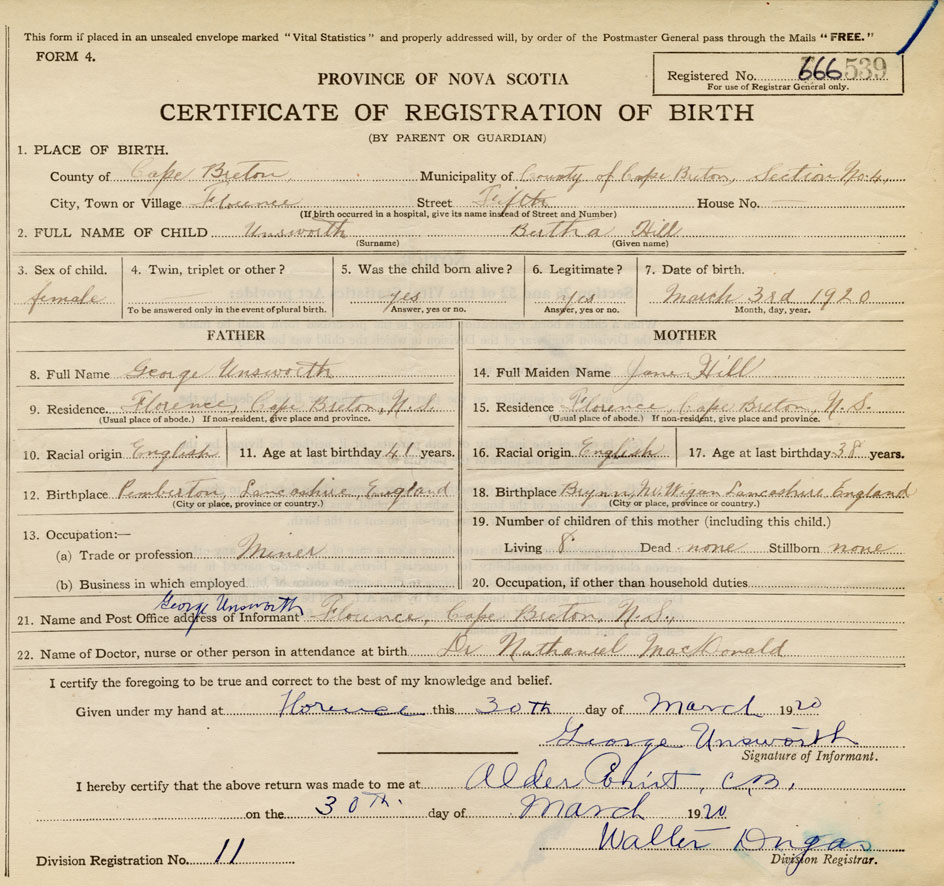 This form if placed in an unsealed envelope marked "Vital Statistics" and properly addressed will, by order of the Postmaster General pass through the Mails "FREE."
FORM 4.
PROVINCE OF NOVA SCOTIA
Registered No. 666 539
For use of Registrar General only.
CERTIFICATE OF REGISTRATION OF BIRTH
(BY PARENT OR GUARDIAN)
1. PLACE OF BIRTH.
County of Cape Breton Municipality of County of Cape Breton, Section No. 4,
City, Town or Village Florence Street Fifth House No. —
(If birth occurred in a hospital, give its name instead of Street and Number)
2. FULL NAME OF CHILD Unsworth Bertha Hill
(Surname) (Given name)
3. Sex of child. 4. Twin, triplet or other? 5. Was the child born alive? 6. Legitimate? 7. Date of birth.
female — yes yes March 3rd 1920
To be answered only in the event of plural birth. Answer, yes or no. Answer, yes or no. Month, day, year.
FATHER MOTHER
8. Full Name George Unsworth 14. Full Maiden Name Jane Hill
9. Residence Florence, Cape Breton, N.S. 15. Residence Florence, Cape Breton, N.S.
(Usual place of abode.) If non-resident, give place and province. (Usual place of abode.) If non-resident, give place and province.
10. Racial origin English 11. Age at last birthday 41 years. 16. Racial origin English 17. Age at last birthday 38 years.
12. Birthplace Pemberton, Lancashire, England 18. Birthplace Brynn, Nr Wigan Lancashire England
(City or place, province or country.) (City or place, province or country.)
13. Occupation:— 19. Number of children of this mother (including this child.)
(a) Trade or profession Miner Living 8 Dead none Stillborn none
(b) Business in which employed 20. Occupation, if other than household duties
George Unsworth
21. Name and Post Office address of Informant Florence, Cape Breton, N.S.,
22. Name of Doctor, nurse or other person in attendance at birth Dr Nathaniel MacDonald
I certify the foregoing to be true and correct to the best of my knowledge and belief.
Given under my hand at Florence this 30th day of March 1920
George Unsworth
Signature of Informant.
I hereby certify that the above return was made to me at Alder Point, C.B.
on the 30th. day of March 1920
Walter Dugas
Division Registration No. 11 Division Registrar.